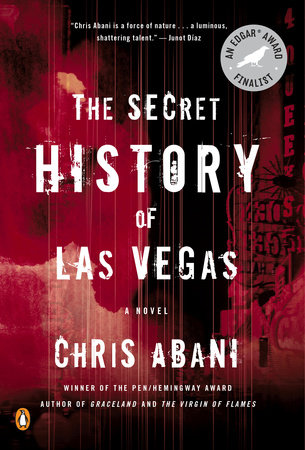 "Chris Abani is a force of nature . . . a luminous,
shattering talent." — Junot Díaz
AN EDGAR® AWARD
FINALIST
THE SECret
HISTORY
oF
LAS VEGAS
A NOVEL
CHRIS ABANI
WINNER OF THE PEN/HEMINGWAY AWARD
AUTHOR OF GRACELAND AND THE VIRGIN OF FLAMES